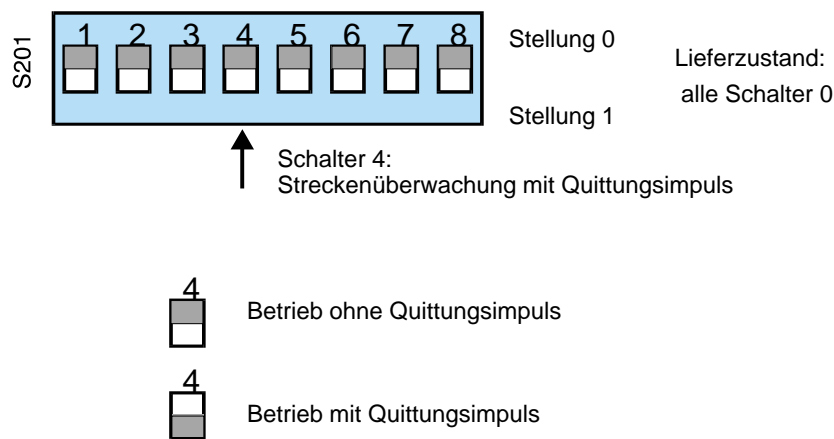 S201
1 2 3 4 5 6 7 8
Stellung 0
Stellung 1
Lieferzustand:
alle Schalter 0
Schalter 4:
Streckenüberwachung mit Quittungsimpuls
4
Betrieb ohne Quittungsimpuls
4
Betrieb mit Quittungsimpuls